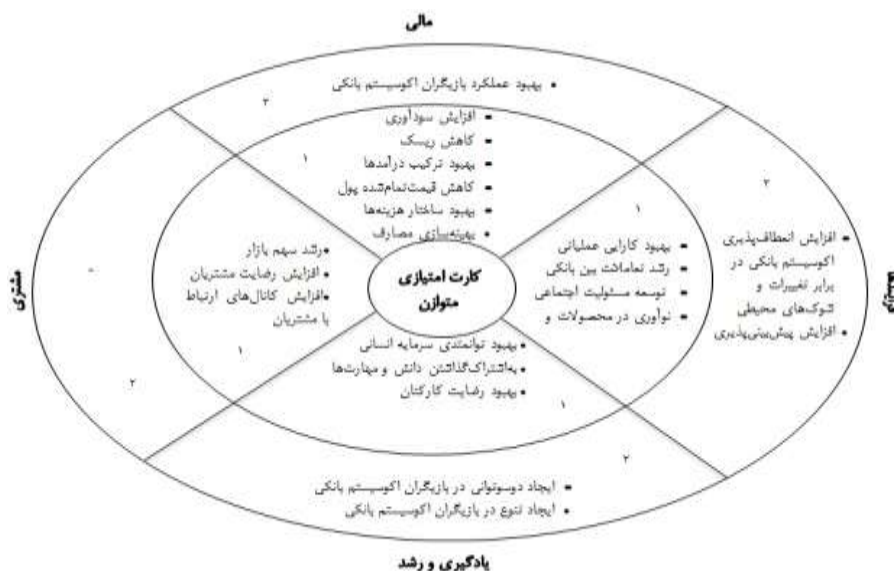 مالی
۲
• بهبود عملکرد بازیگران اکوسیستم بانکی
۱
• افزایش سودآوری
• کاهش ریسک
• بهبود ترکیب درآمدها
• کاهش قیمت‌تمام‌شده پول
• بهبود ساختار هزینه‌ها
• بهینه‌سازی مصارف
۲
• افزایش انعطاف‌پذیری
اکوسیستم بانکی در
برابر تغییرات و
شوک‌های محیطی
• افزایش پیش‌بینی‌پذیری
۱
• بهبود کارایی عملیاتی
• رشد تعاملات بین بانکی
• توسعه مسئولیت اجتماعی
• نوآوری در محصولات و
کارت امتیازی
متوازن
مشتری
-
• رشد سهم بازار
• افزایش رضایت مشتریان
• افزایش کانال‌های ارتباط
با مشتریان
۱
۲
• بهبود توانمندی سرمایه انسانی
• به‌اشتراک‌گذاشتن دانش و مهارت‌ها
• بهبود رضایت کارکنان
۱
۲
• ایجاد دوسوتوانی در بازیگران اکوسیستم بانکی
• ایجاد تنوع در بازیگران اکوسیستم بانکی
یادگیری و رشد